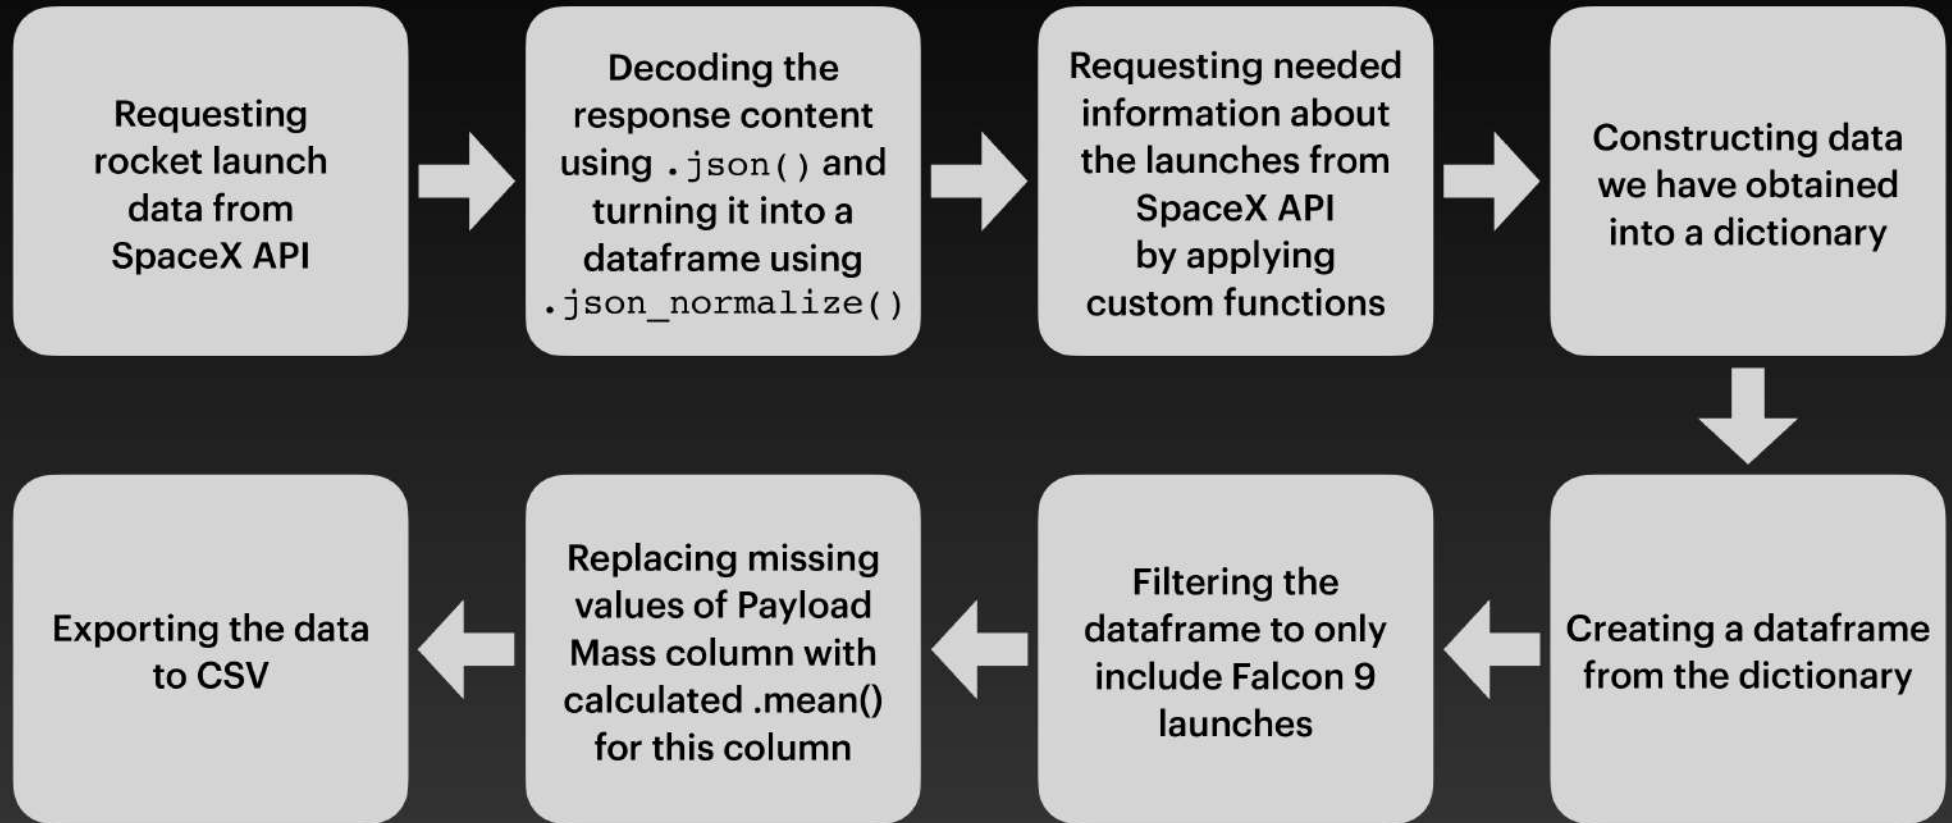 Requesting
rocket launch
data from
SpaceX API
Decoding the
response content
using .json() and
turning it into a
dataframe using
.json_normalize()
Requesting needed
information about
the launches from
SpaceX API
by applying
custom functions
Constructing data
we have obtained
into a dictionary
Creating a dataframe
from the dictionary
Filtering the
dataframe to only
include Falcon 9
launches
Replacing missing
values of Payload
Mass column with
calculated .mean()
for this column
Exporting the data
to CSV